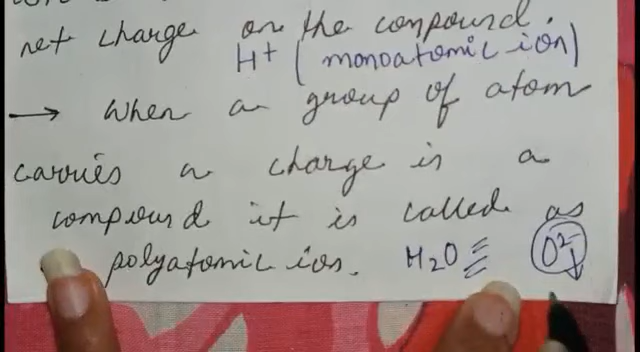 net charge on the compound.
H+ (monoatomic ion)
→ when a group of atom
carries a charge in a
compound it is called as
polyatomic ion. H₂O O²⁻